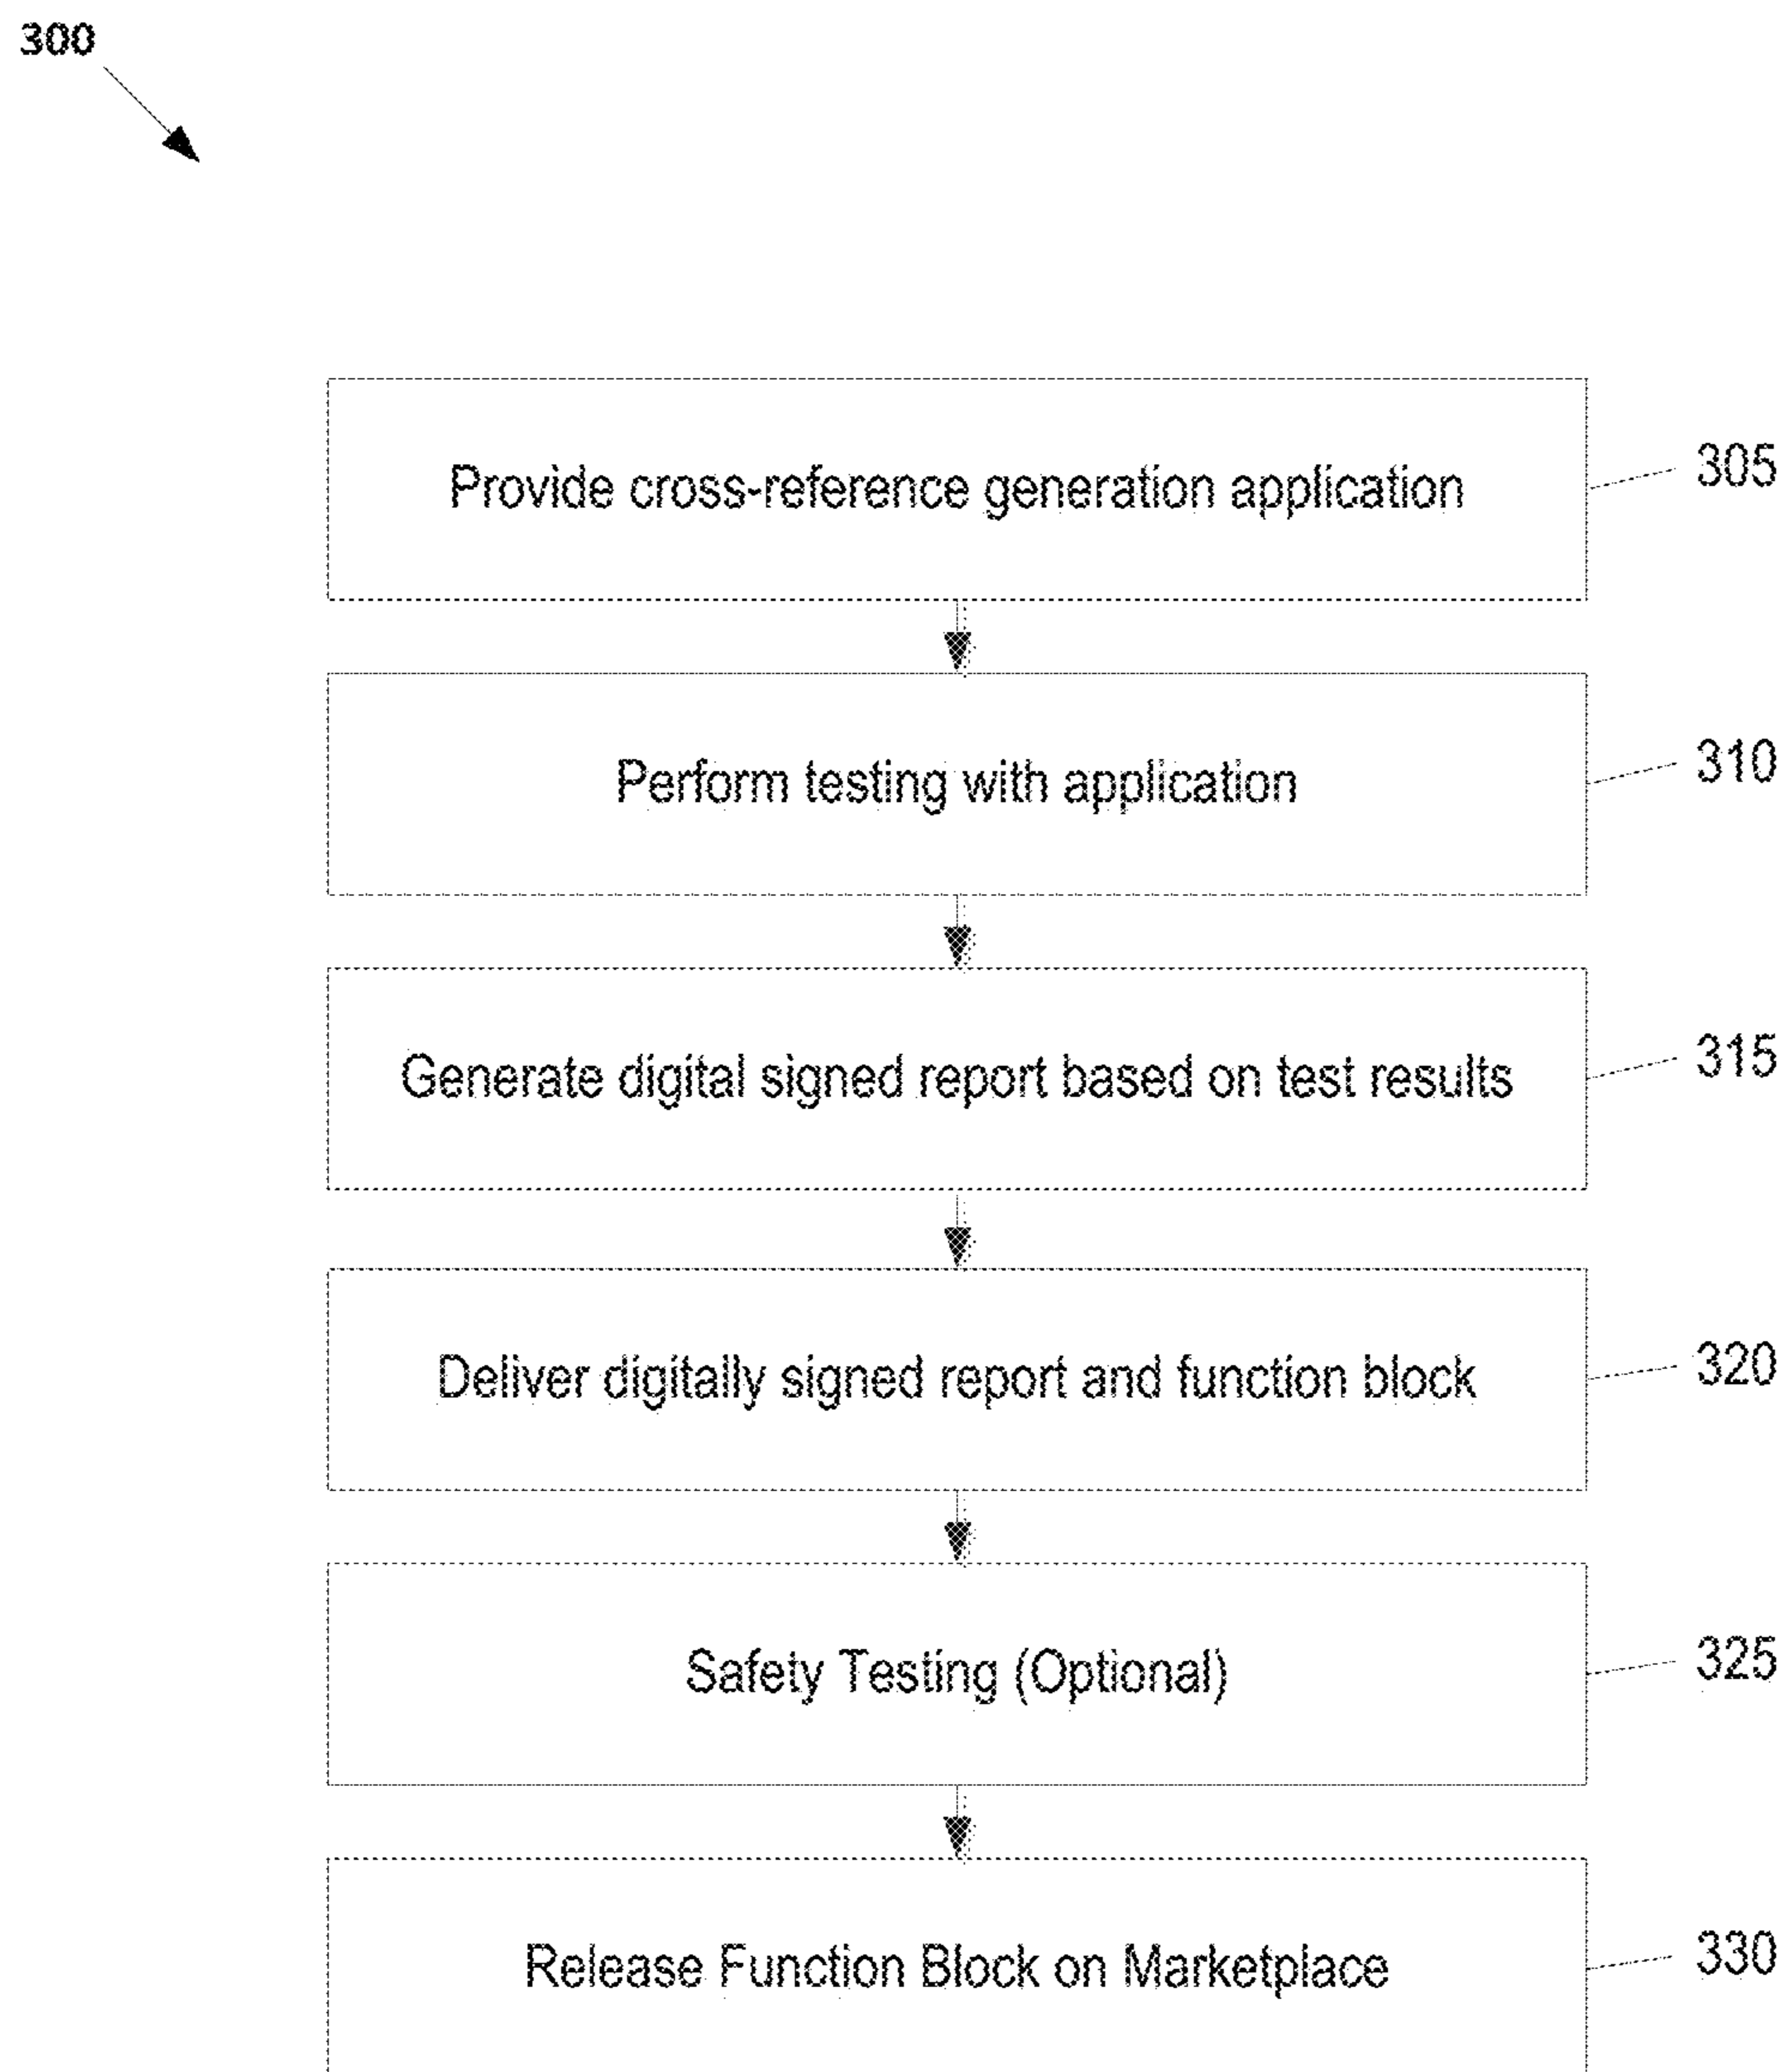 300
Provide cross-reference generation application
305
Perform testing with application
310
Generate digital signed report based on test results
315
Deliver digitally signed report and function block
320
Safety Testing (Optional)
325
Release Function Block on Marketplace
330